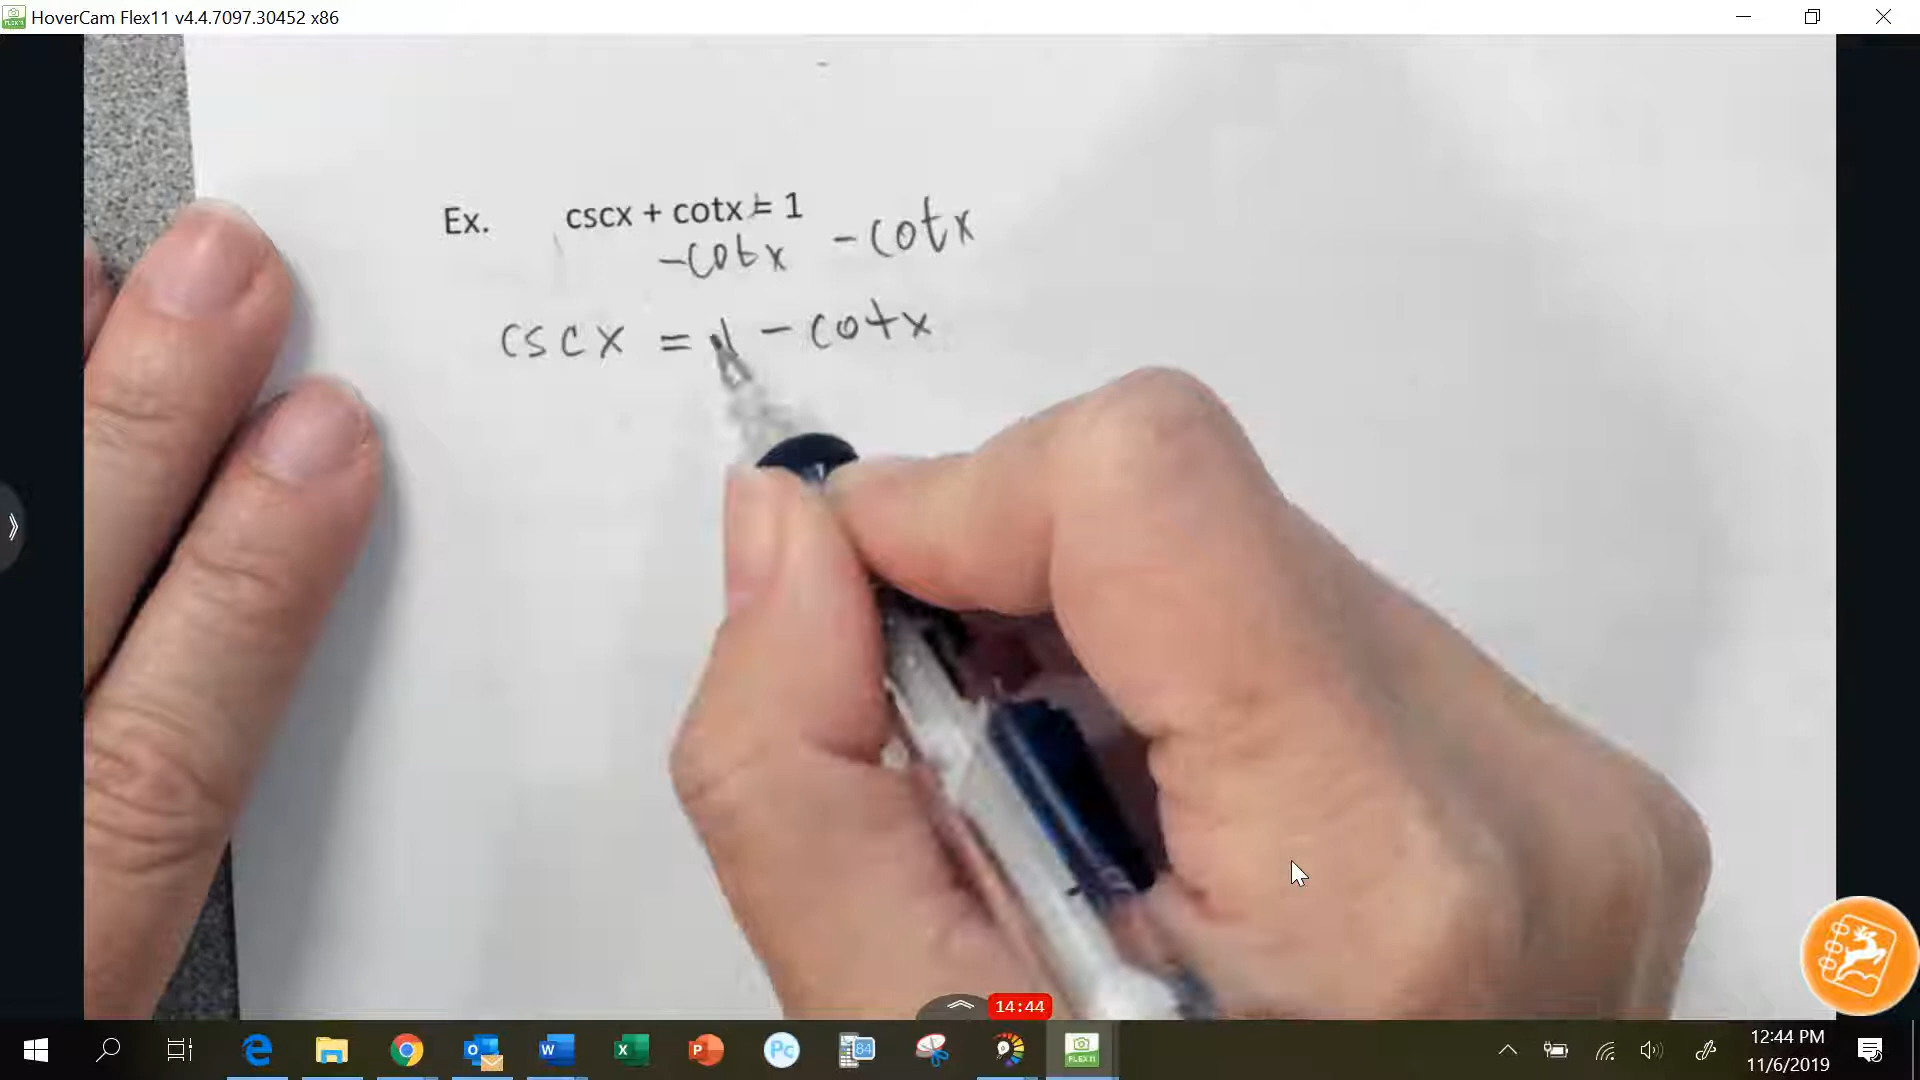 HoverCam Flex11 v4.4.7097.30452 x86
Ex. cscx + cotx = 1
-cotx -cotx
cscx = 1 - cotx
14:44
12:44 PM
11/6/2019